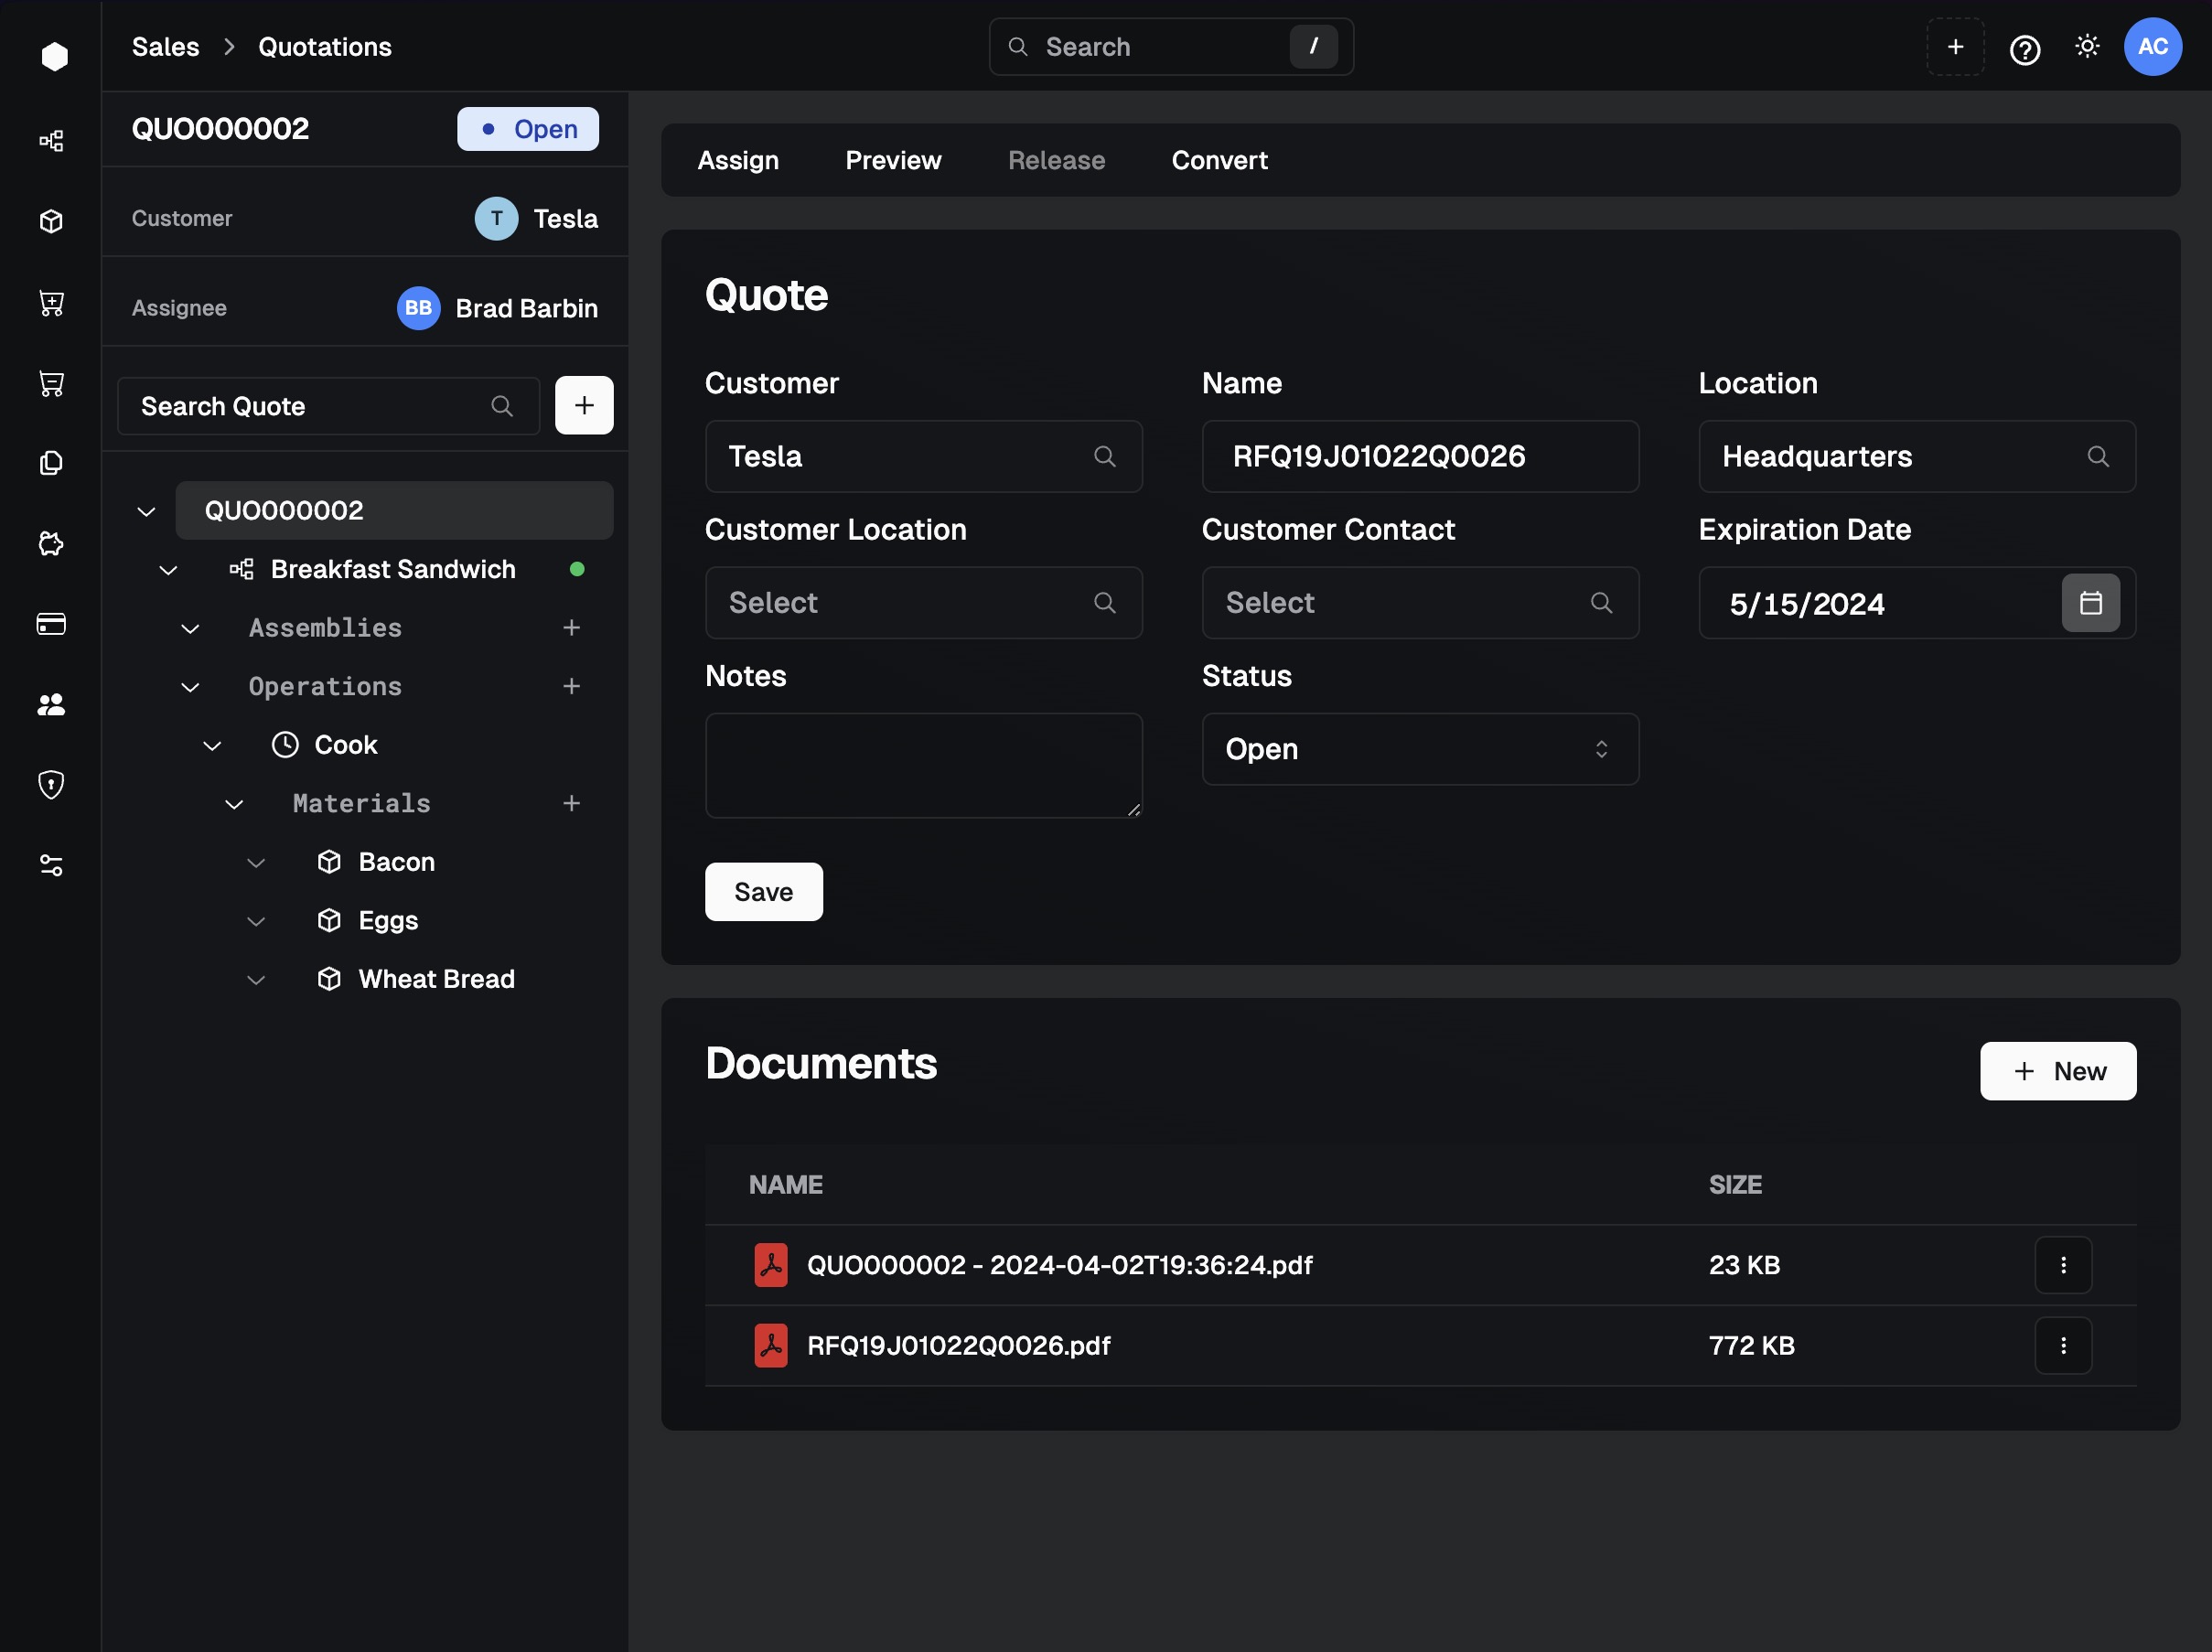 Sales > Quotations
Search /
AC
QUO000002
Open
Customer
T Tesla
Assignee
BB Brad Barbin
Search Quote
QUO000002
Breakfast Sandwich
Assemblies
Operations
Cook
Materials
Bacon
Eggs
Wheat Bread
Assign Preview Release Convert
Quote
Customer Name Location
Tesla RFQ19J01022Q0026 Headquarters
Customer Location Customer Contact Expiration Date
Select Select 5/15/2024
Notes Status
Open
Save
Documents
+ New
NAME SIZE
QUO000002 - 2024-04-02T19:36:24.pdf 23 KB
RFQ19J01022Q0026.pdf 772 KB